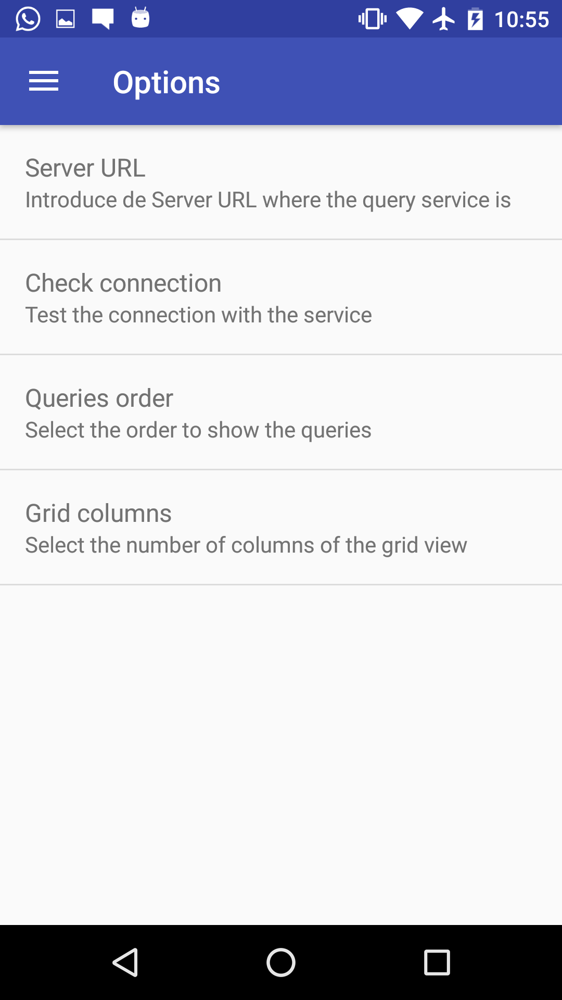 10:55
Options
Server URL
Introduce de Server URL where the query service is
Check connection
Test the connection with the service
Queries order
Select the order to show the queries
Grid columns
Select the number of columns of the grid view